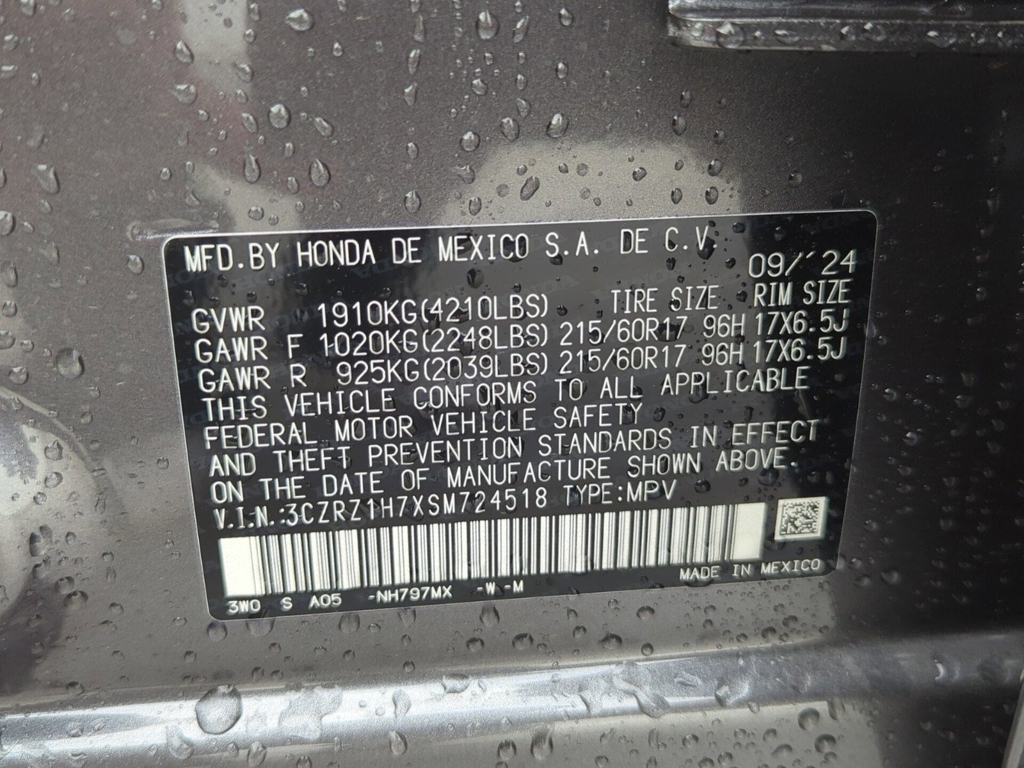 MFD.BY HONDA DE MEXICO S.A. DE C.V.
09/´24
GVWR 1910KG(4210LBS) TIRE SIZE RIM SIZE
GAWR F 1020KG(2248LBS) 215/60R17 96H 17X6.5J
GAWR R 925KG(2039LBS) 215/60R17 96H 17X6.5J
THIS VEHICLE CONFORMS TO ALL APPLICABLE
FEDERAL MOTOR VEHICLE SAFETY
AND THEFT PREVENTION STANDARDS IN EFFECT
ON THE DATE OF MANUFACTURE SHOWN ABOVE.
V.I.N.:3CZRZ1H7XSM724518 TYPE:MPV
MADE IN MEXICO
3W0 S A05 -NH797MX -W -M